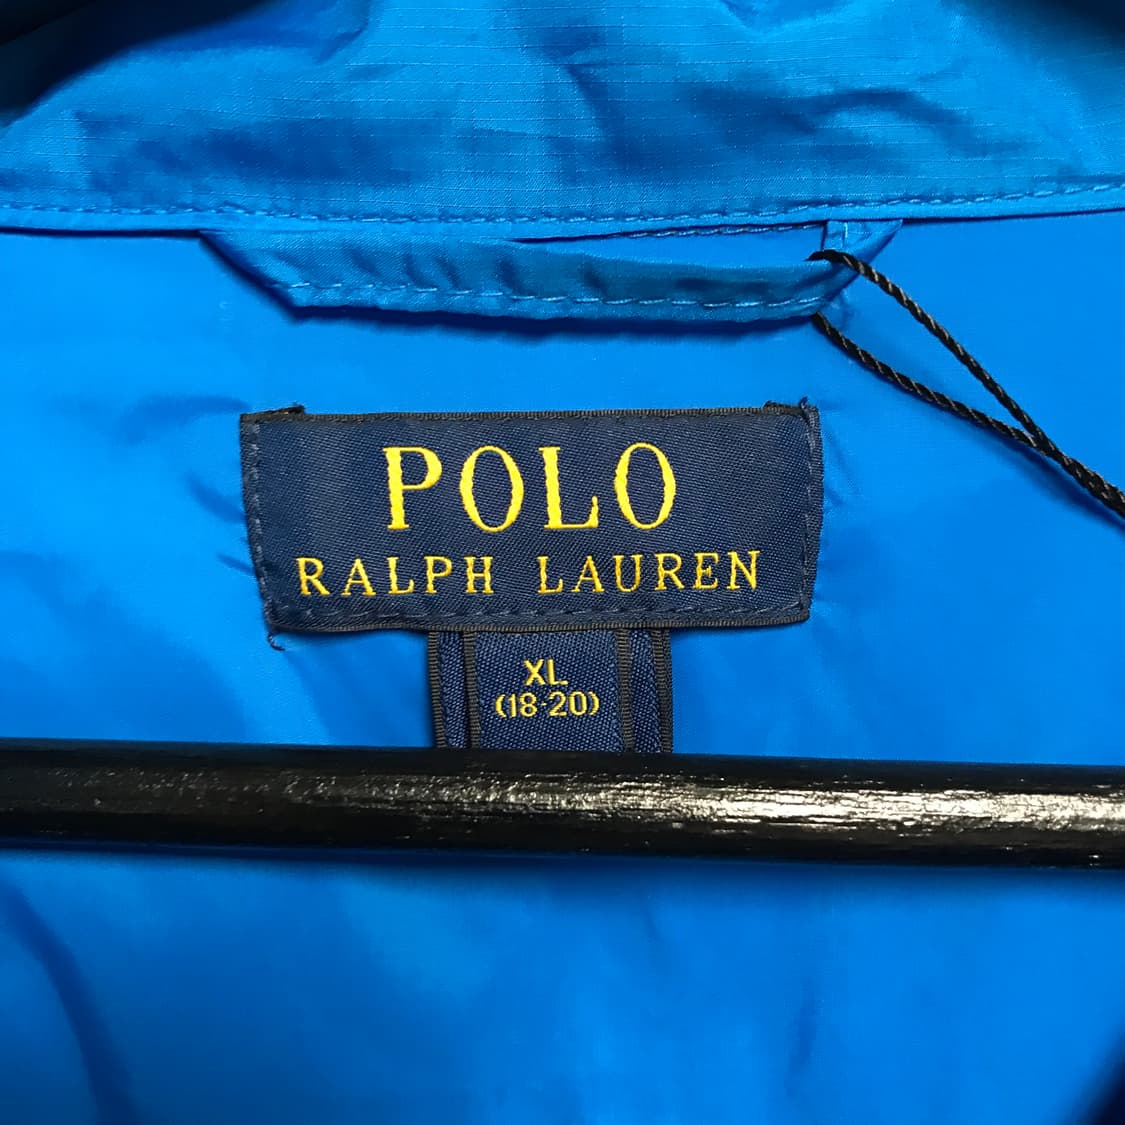 POLO
RALPH LAUREN
XL
(18-20)